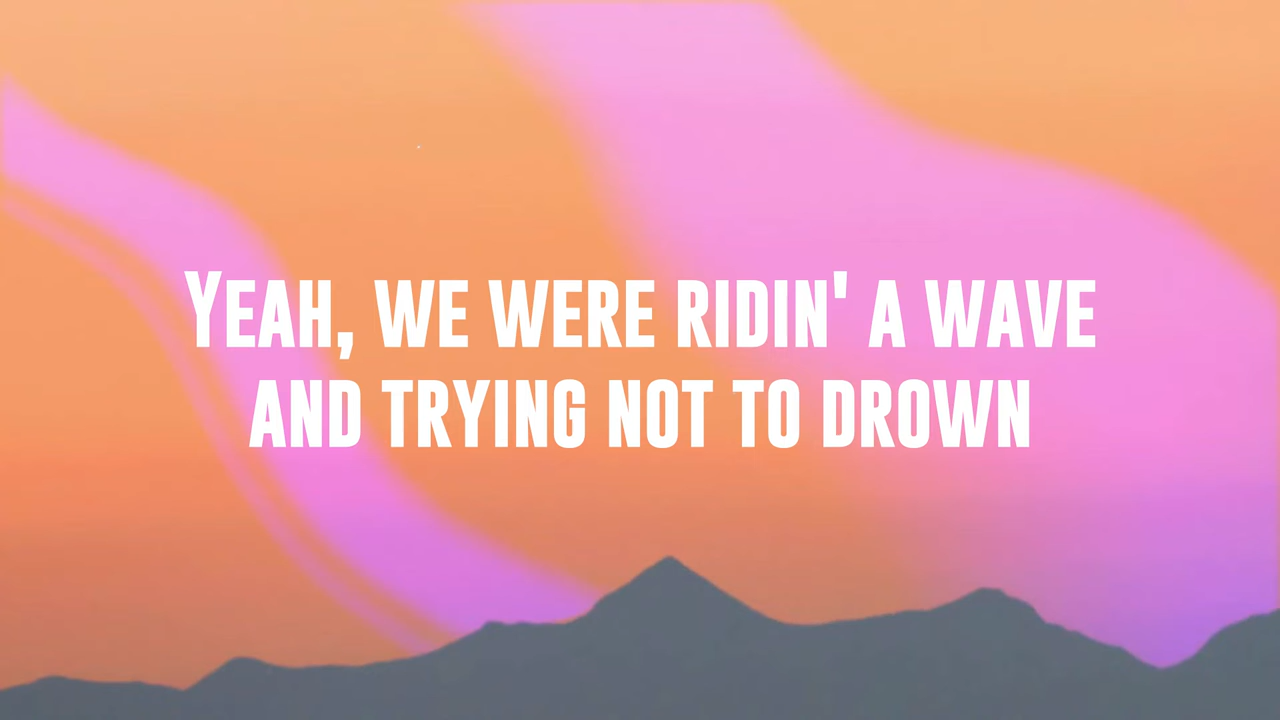 Yeah, we were ridin' a wave
and trying not to drown